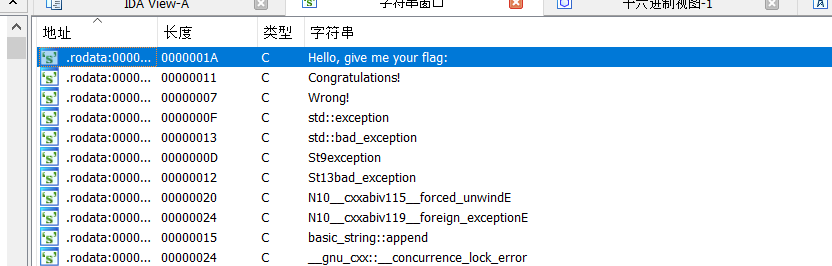 IDA View-A 字符串窗口 十六进制视图-1
地址 长度 类型 字符串
's' .rodata:0000... 0000001A C Hello, give me your flag:
's' .rodata:0000... 00000011 C Congratulations!
's' .rodata:0000... 00000007 C Wrong!
's' .rodata:0000... 0000000F C std::exception
's' .rodata:0000... 00000013 C std::bad_exception
's' .rodata:0000... 0000000D C St9exception
's' .rodata:0000... 00000012 C St13bad_exception
's' .rodata:0000... 00000020 C N10__cxxabiv115__forced_unwindE
's' .rodata:0000... 00000024 C N10__cxxabiv119__foreign_exceptionE
's' .rodata:0000... 00000015 C basic_string::append
's' .rodata:0000... 00000024 C __gnu_cxx::__concurrence_lock_error